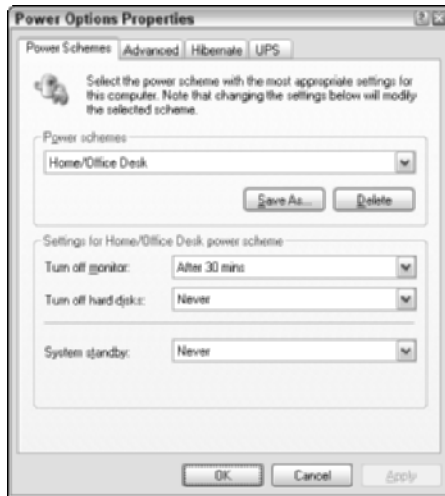 Power Options Properties
Power Schemes Advanced Hibernate UPS
Select the power scheme with the most appropriate settings for
this computer. Note that changing the settings below will modify
the selected scheme.
Power schemes
Home/Office Desk
Save As... Delete
Settings for Home/Office Desk power scheme
Turn off monitor: After 30 mins
Turn off hard disks: Never
System standby: Never
OK Cancel Apply